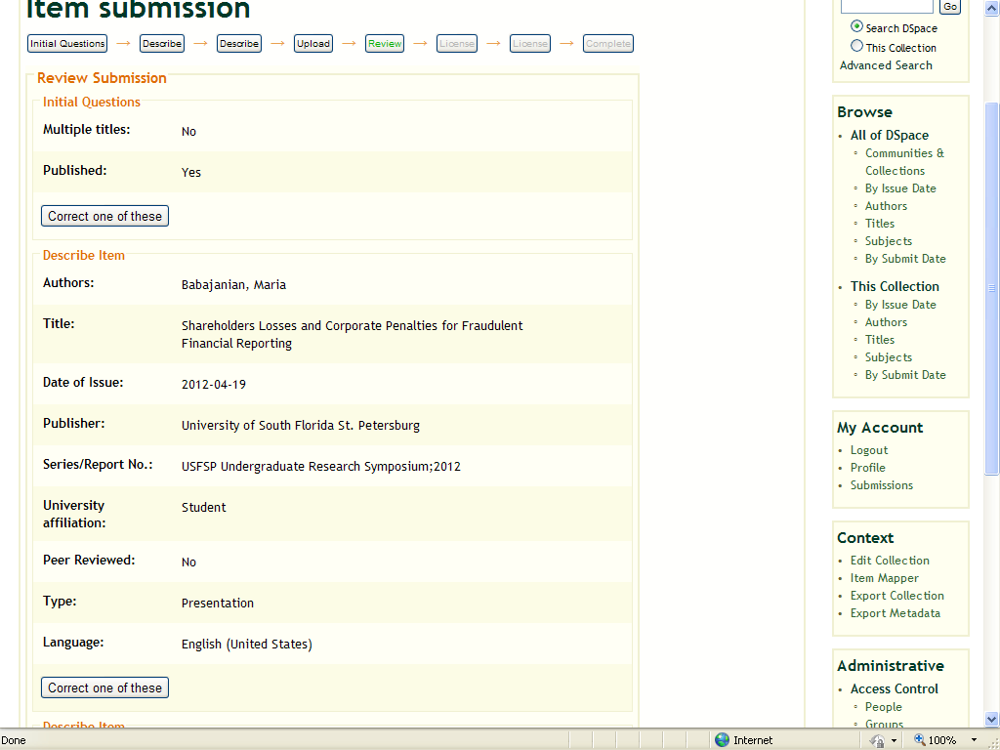 Item submission
Initial Questions → Describe → Describe → Upload → Review → License → License → Complete
Review Submission
Initial Questions
Multiple titles: No
Published: Yes
Correct one of these
Describe Item
Authors: Babajanian, Maria
Title: Shareholders Losses and Corporate Penalties for Fraudulent
Financial Reporting
Date of Issue: 2012-04-19
Publisher: University of South Florida St. Petersburg
Series/Report No.: USFSP Undergraduate Research Symposium;2012
University Student
affiliation:
Peer Reviewed: No
Type: Presentation
Language: English (United States)
Correct one of these
Describe Item
Go
Search DSpace
This Collection
Advanced Search
Browse
• All of DSpace
Communities &
Collections
By Issue Date
Authors
Titles
Subjects
By Submit Date
• This Collection
By Issue Date
Authors
Titles
Subjects
By Submit Date
My Account
• Logout
• Profile
• Submissions
Context
• Edit Collection
• Item Mapper
• Export Collection
• Export Metadata
Administrative
• Access Control
People
Groups
Done Internet 100%